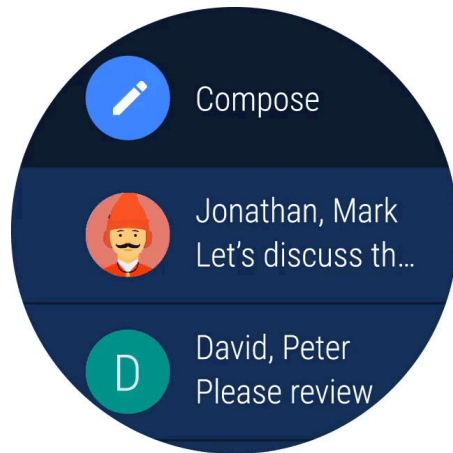 Compose
Jonathan, Mark
Let’s discuss th…
D
David, Peter
Please review